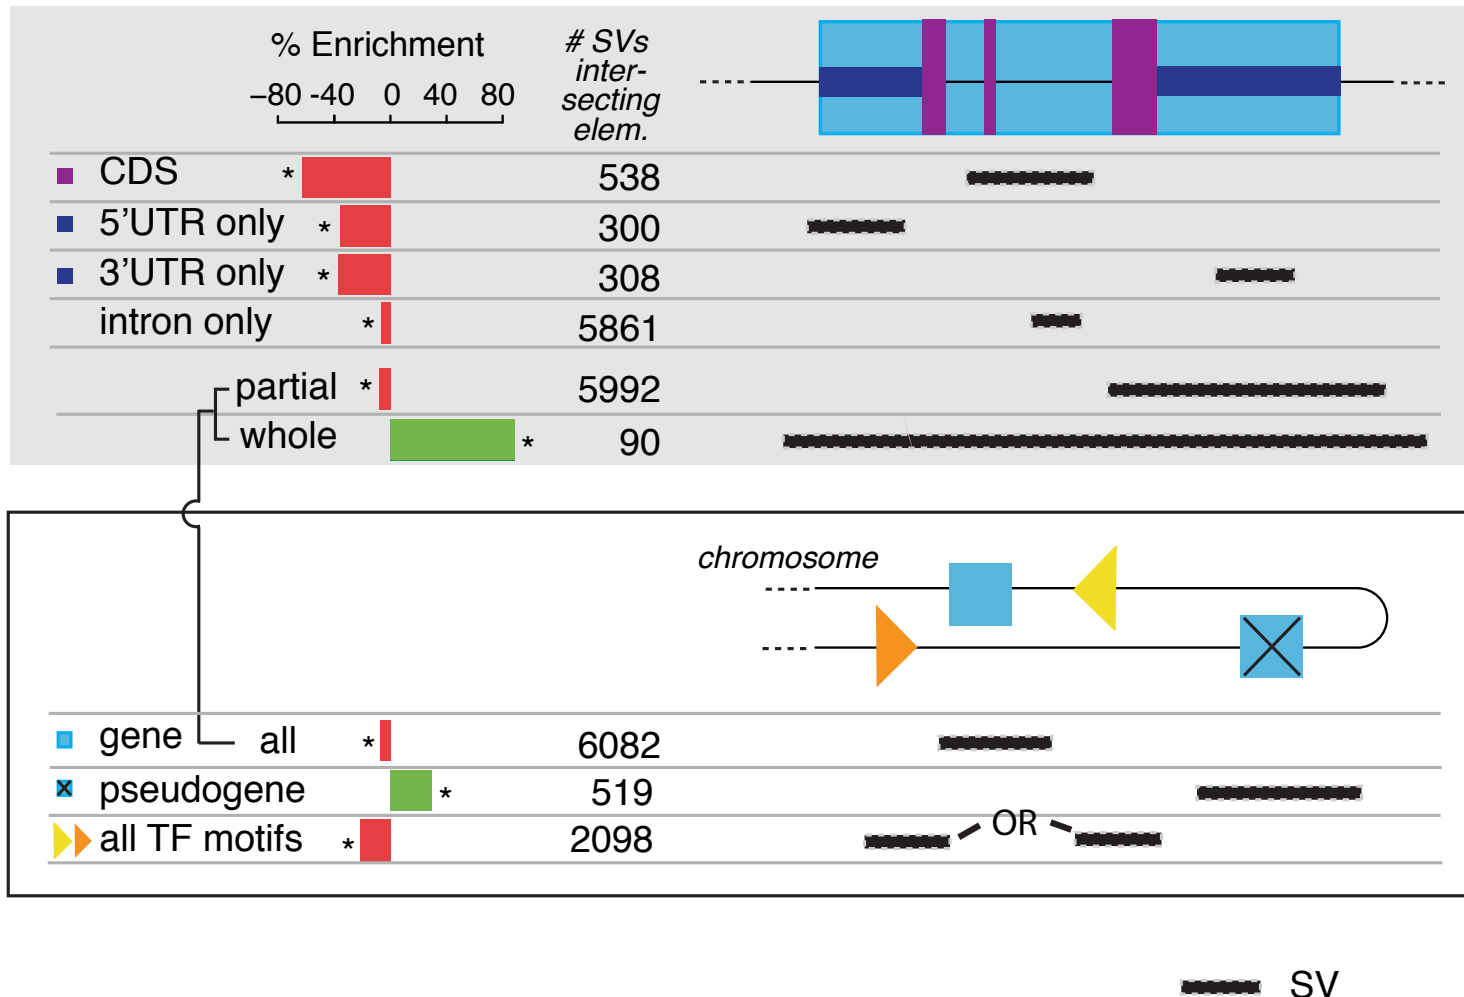 % Enrichment
# SVs
inter-
secting
elem.
–80 -40 0 40 80
CDS * 538
5’UTR only * 300
3’UTR only * 308
intron only * 5861
partial * 5992
whole * 90
chromosome
gene all * 6082
pseudogene * 519
OR
all TF motifs * 2098
SV